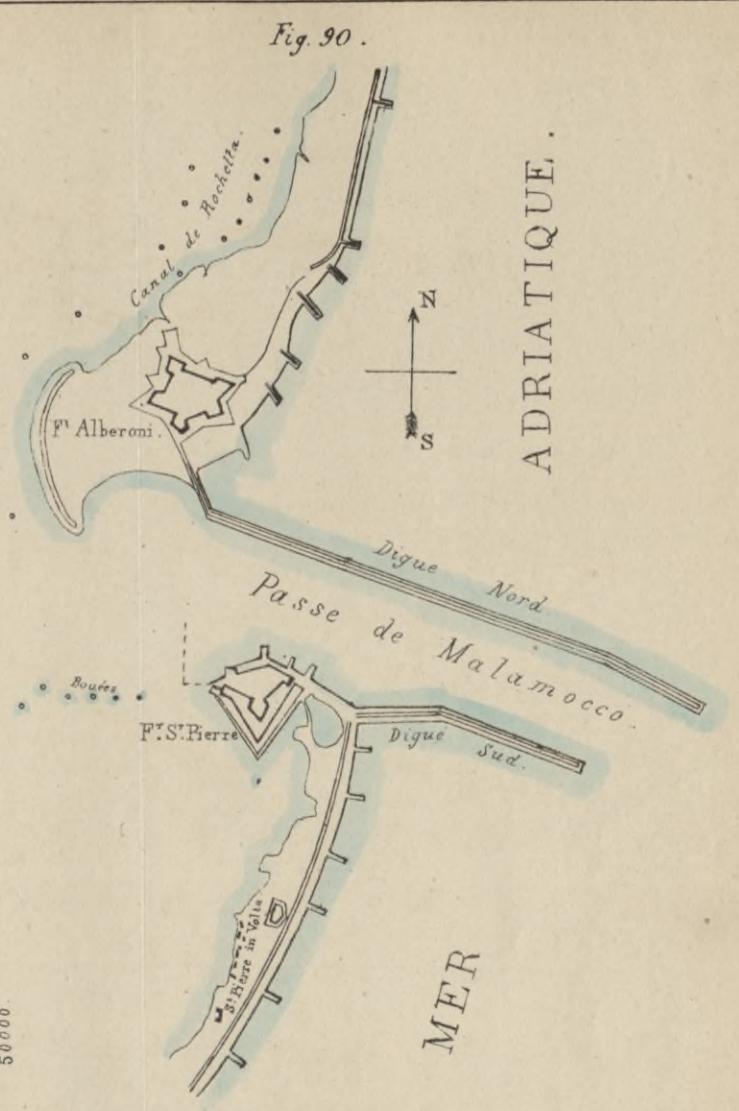 Fig. 90.
Canal de Rochetta.
ADRIATIQUE.
N
S
Fᵗ Alberoni.
Digue Nord
Passe de Malamocco.
Bouées
Fᵀ. Sᵀ. Pierre
Digue Sud.
Sᵗ Pierre in Volta
MER
50000.